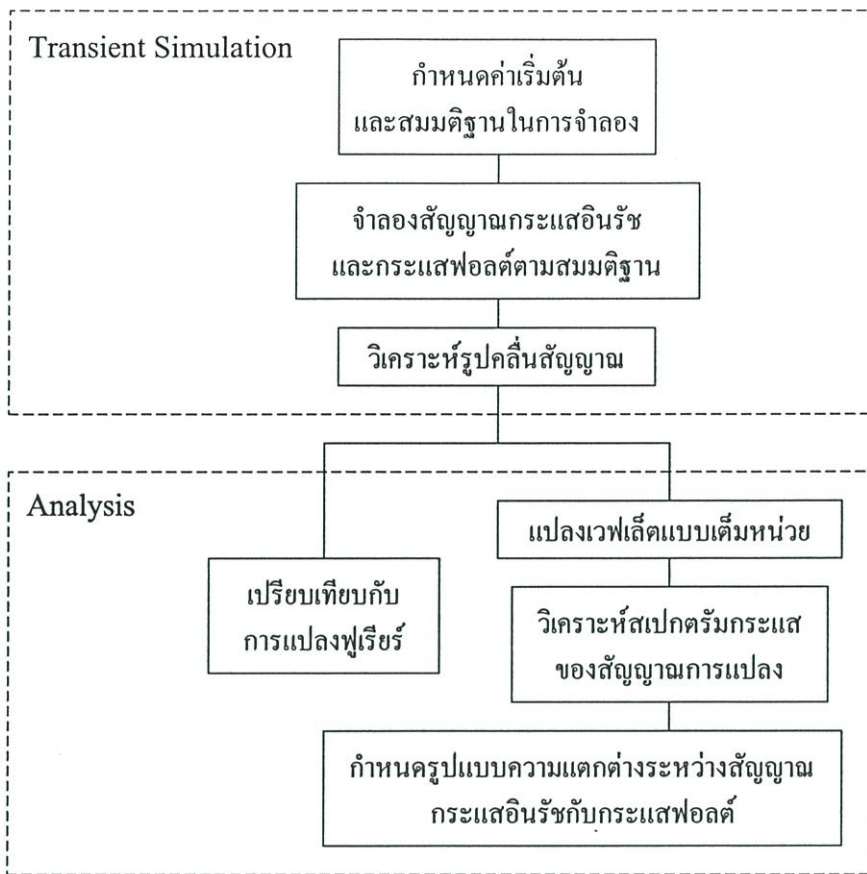 Transient Simulation
กำหนดค่าเริ่มต้น
และสมมติฐานในการจำลอง
จำลองสัญญาณกระแสอินรัช
และกระแสฟอลต์ตามสมมติฐาน
วิเคราะห์รูปคลื่นสัญญาณ
Analysis
เปรียบเทียบกับ
การแปลงฟูเรียร์
แปลงเวฟเล็ตแบบเต็มหน่วย
วิเคราะห์สเปกตรัมกระแส
ของสัญญาณการแปลง
กำหนดรูปแบบความแตกต่างระหว่างสัญญาณ
กระแสอินรัชกับกระแสฟอลต์